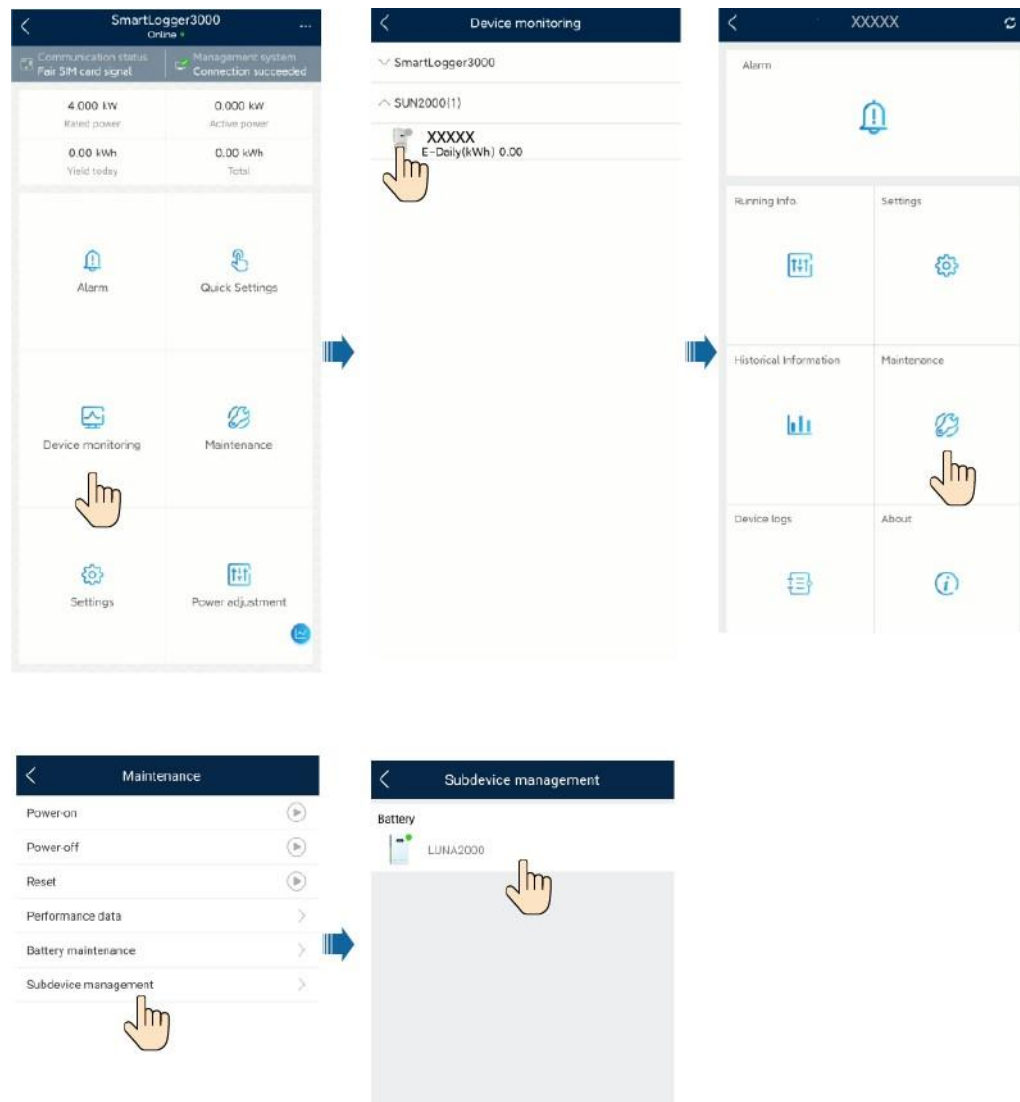 SmartLogger3000
Online
...
Communication status
Fair SIM card signal
Management system
Connection succeeded
4.000 kW
Rated power
0.000 kW
Active power
0.00 kWh
Yield today
0.00 kWh
Total
Alarm
Quick Settings
Device monitoring
Maintenance
Settings
Power adjustment
Device monitoring
SmartLogger3000
SUN2000(1)
XXXXX
E-Daily(kWh) 0.00
XXXXX
Alarm
Running Info.
Settings
Historical Information
Maintenance
Device logs
About
Maintenance
Power-on
Power-off
Reset
Performance data
Battery maintenance
Subdevice management
Subdevice management
Battery
LUNA2000